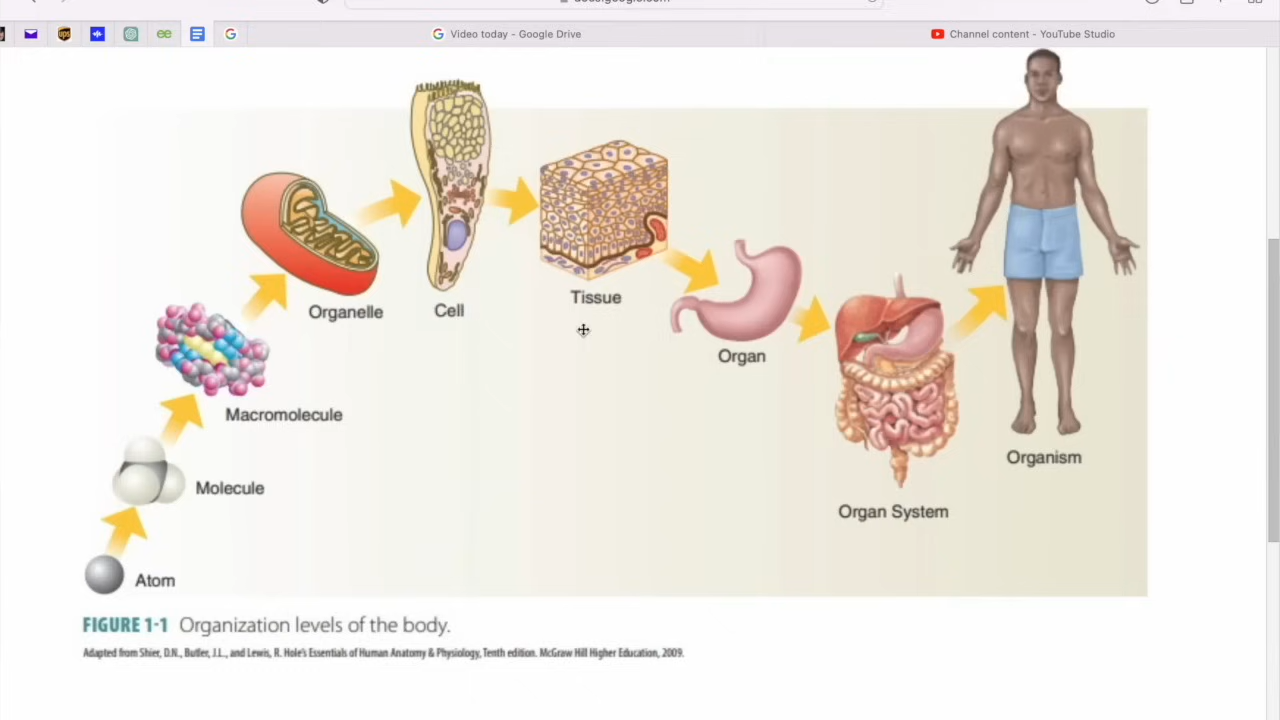 Video today - Google Drive
Channel content - YouTube Studio
ups
ee
Organelle
Cell
Tissue
Organ
Macromolecule
Organism
Molecule
Organ System
Atom
FIGURE 1-1 Organization levels of the body.
Adapted from Shier, D.N., Butler, J.L., and Lewis, R. Hole's Essentials of Human Anatomy & Physiology, Tenth edition. McGraw Hill Higher Education, 2009.